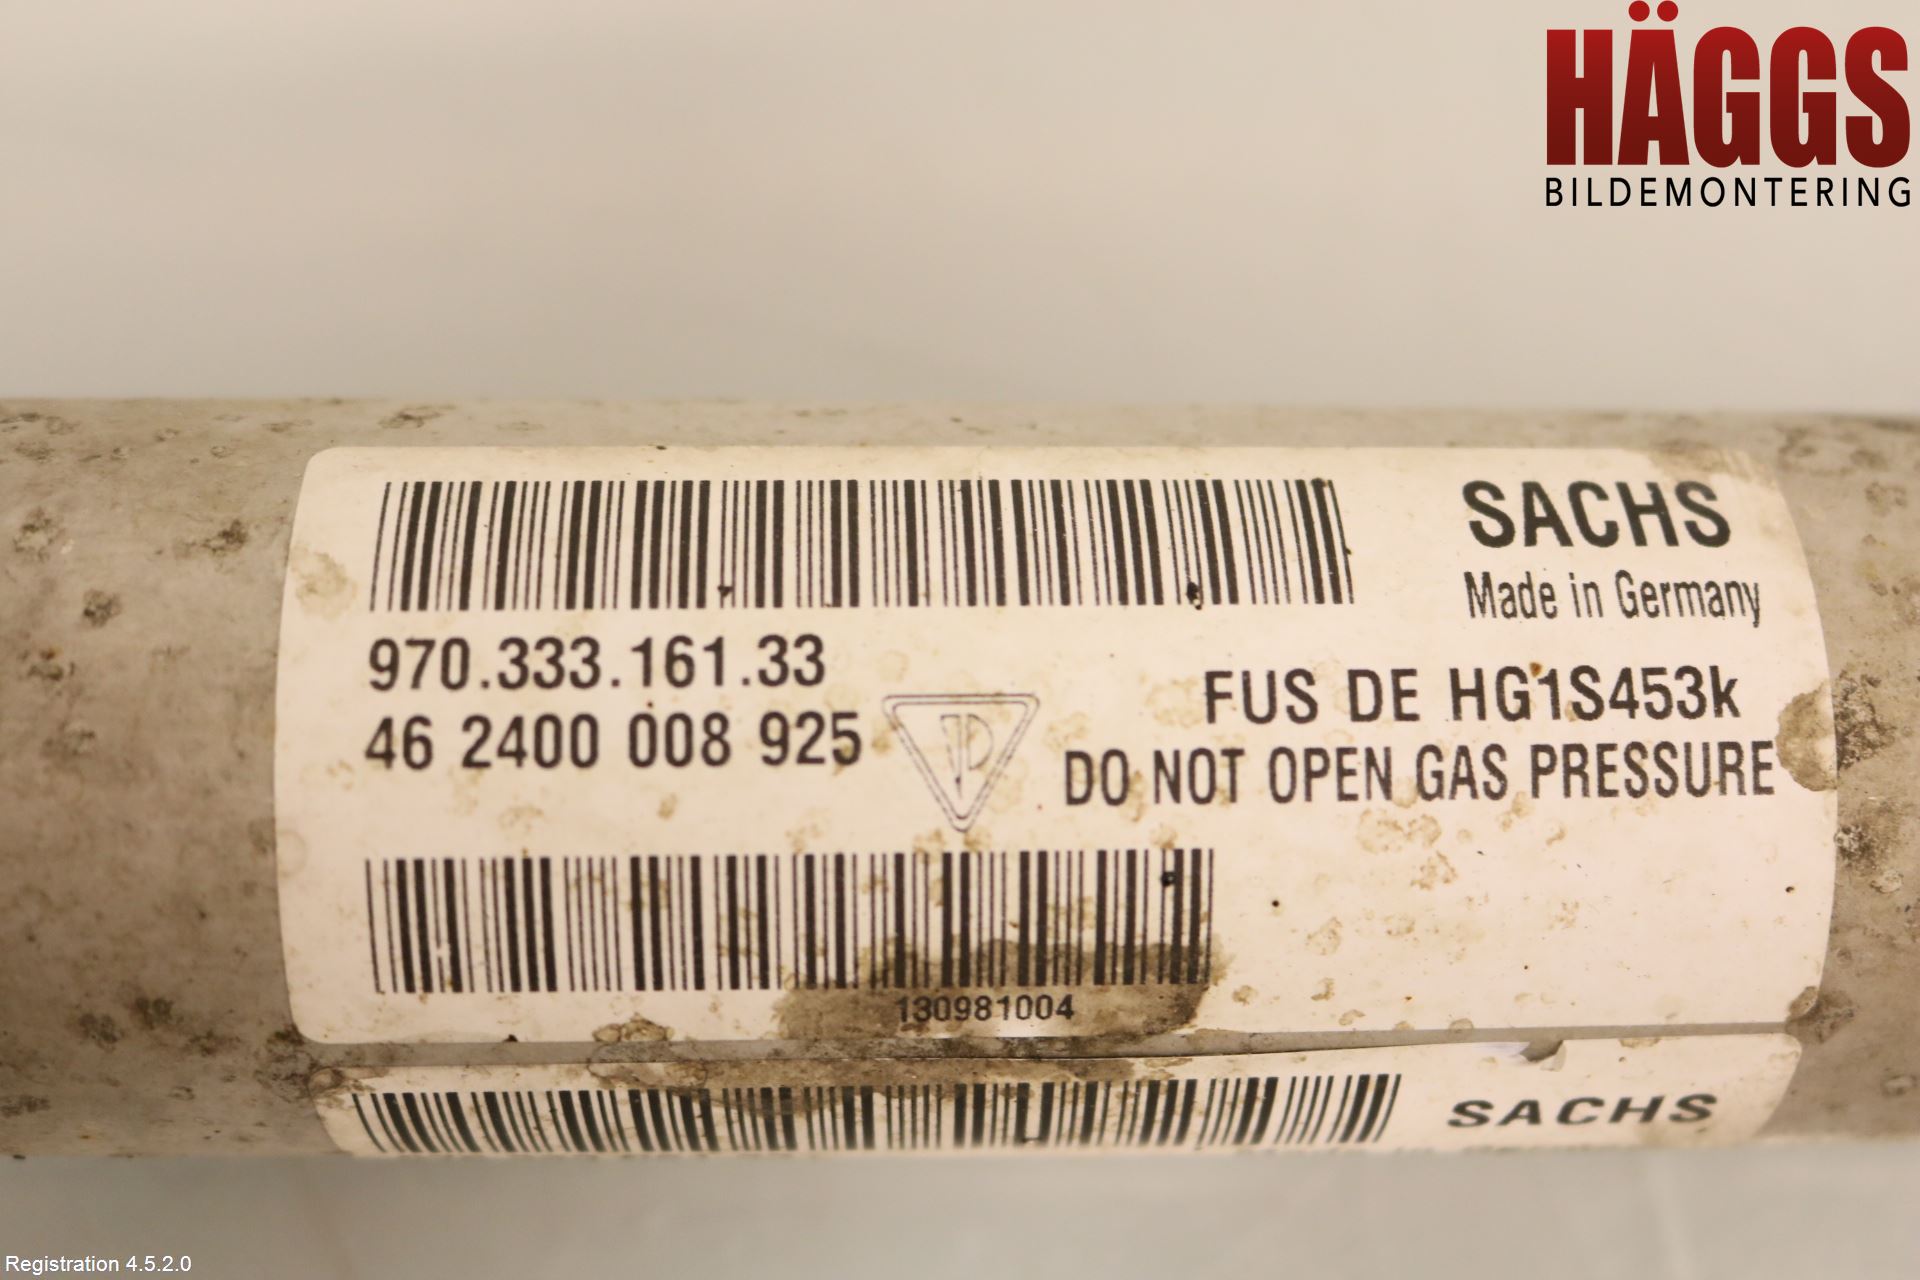 HÄGGS
BILDEMONTERING
SACHS
Made in Germany
970.333.161.33
46 2400 008 925
FUS DE HG1S453k
DO NOT OPEN GAS PRESSURE
130981004
SACHS
Registration 4.5.2.0